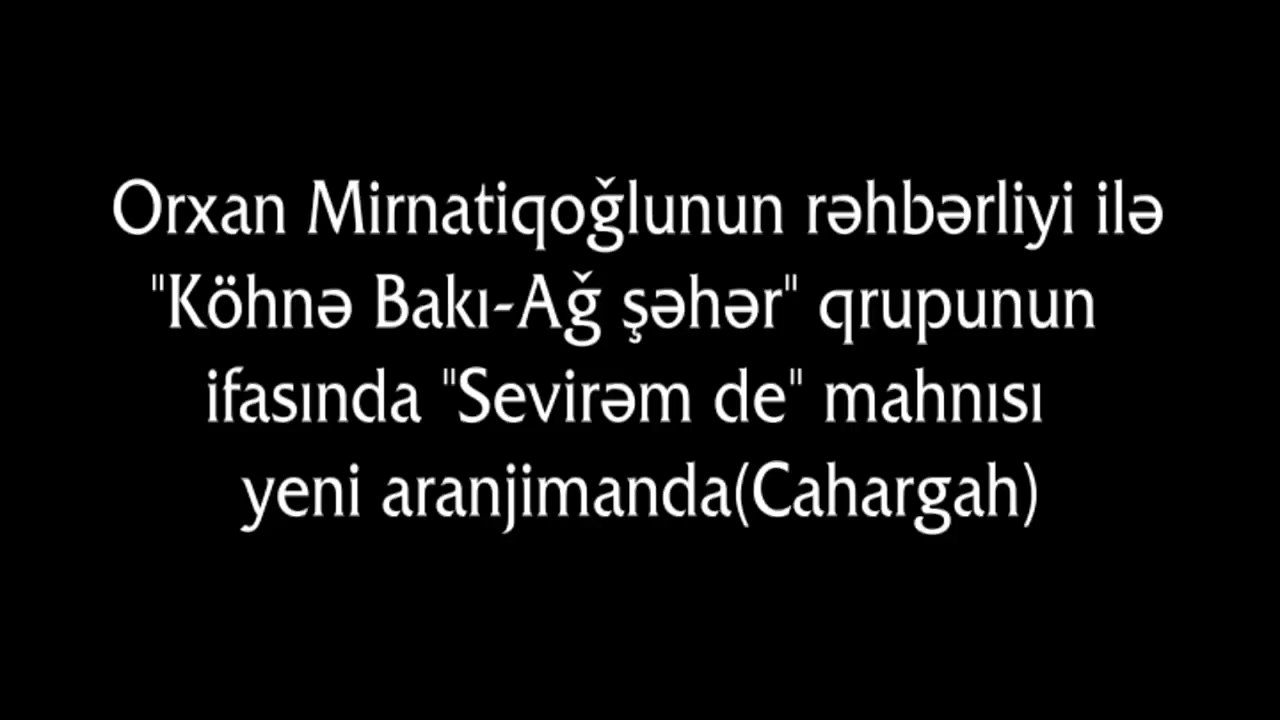 Orxan Mirnatiqoğlunun rəhbərliyi ilə
"Köhnə Bakı-Ağ şəhər" qrupunun
ifasında "Sevirəm de" mahnısı
yeni aranjimanda(Cahargah)